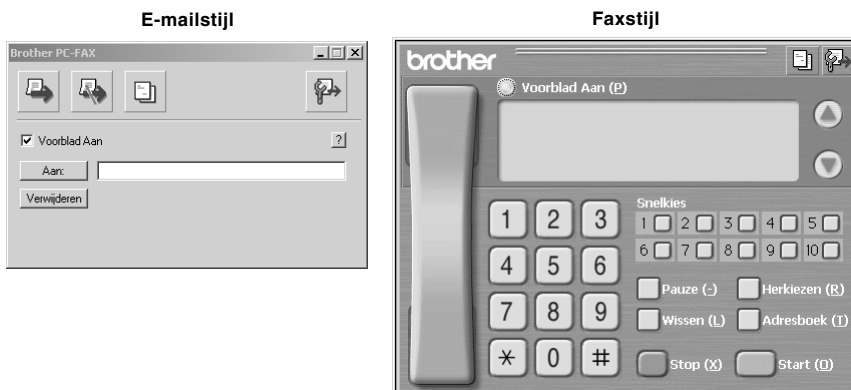 E-mailstijl
Brother PC-FAX
Voorblad Aan
?
Aan:
Verwijderen
Faxstijl
brother
Voorblad Aan (P)
Snelkies
1 2 3 4 5
6 7 8 9 10
1 2 3
4 5 6
7 8 9
* 0 #
Pauze (-) Herkiezen (R)
Wissen (L) Adresboek (T)
Stop (X) Start (O)